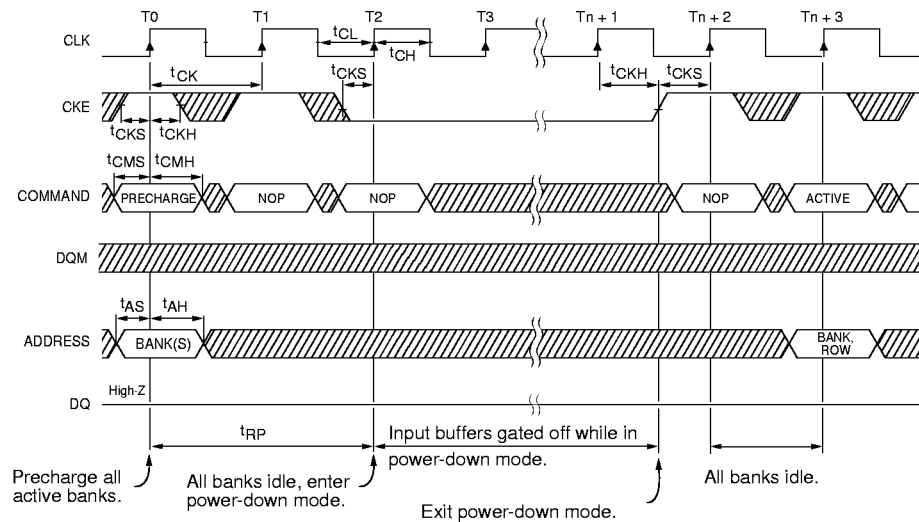 T0 T1 T2 T3 Tn + 1 Tn + 2 Tn + 3
CLK
tCL tCH
tCK tCKS tCKH tCKS
CKE
tCKS tCKH
tCMS tCMH
COMMAND PRECHARGE NOP NOP NOP ACTIVE
DQM
tAS tAH
ADDRESS BANK(S) BANK,
ROW
High-Z
DQ
tRP Input buffers gated off while in
power-down mode.
Precharge all
active banks.
All banks idle, enter
power-down mode.
Exit power-down mode.
All banks idle.